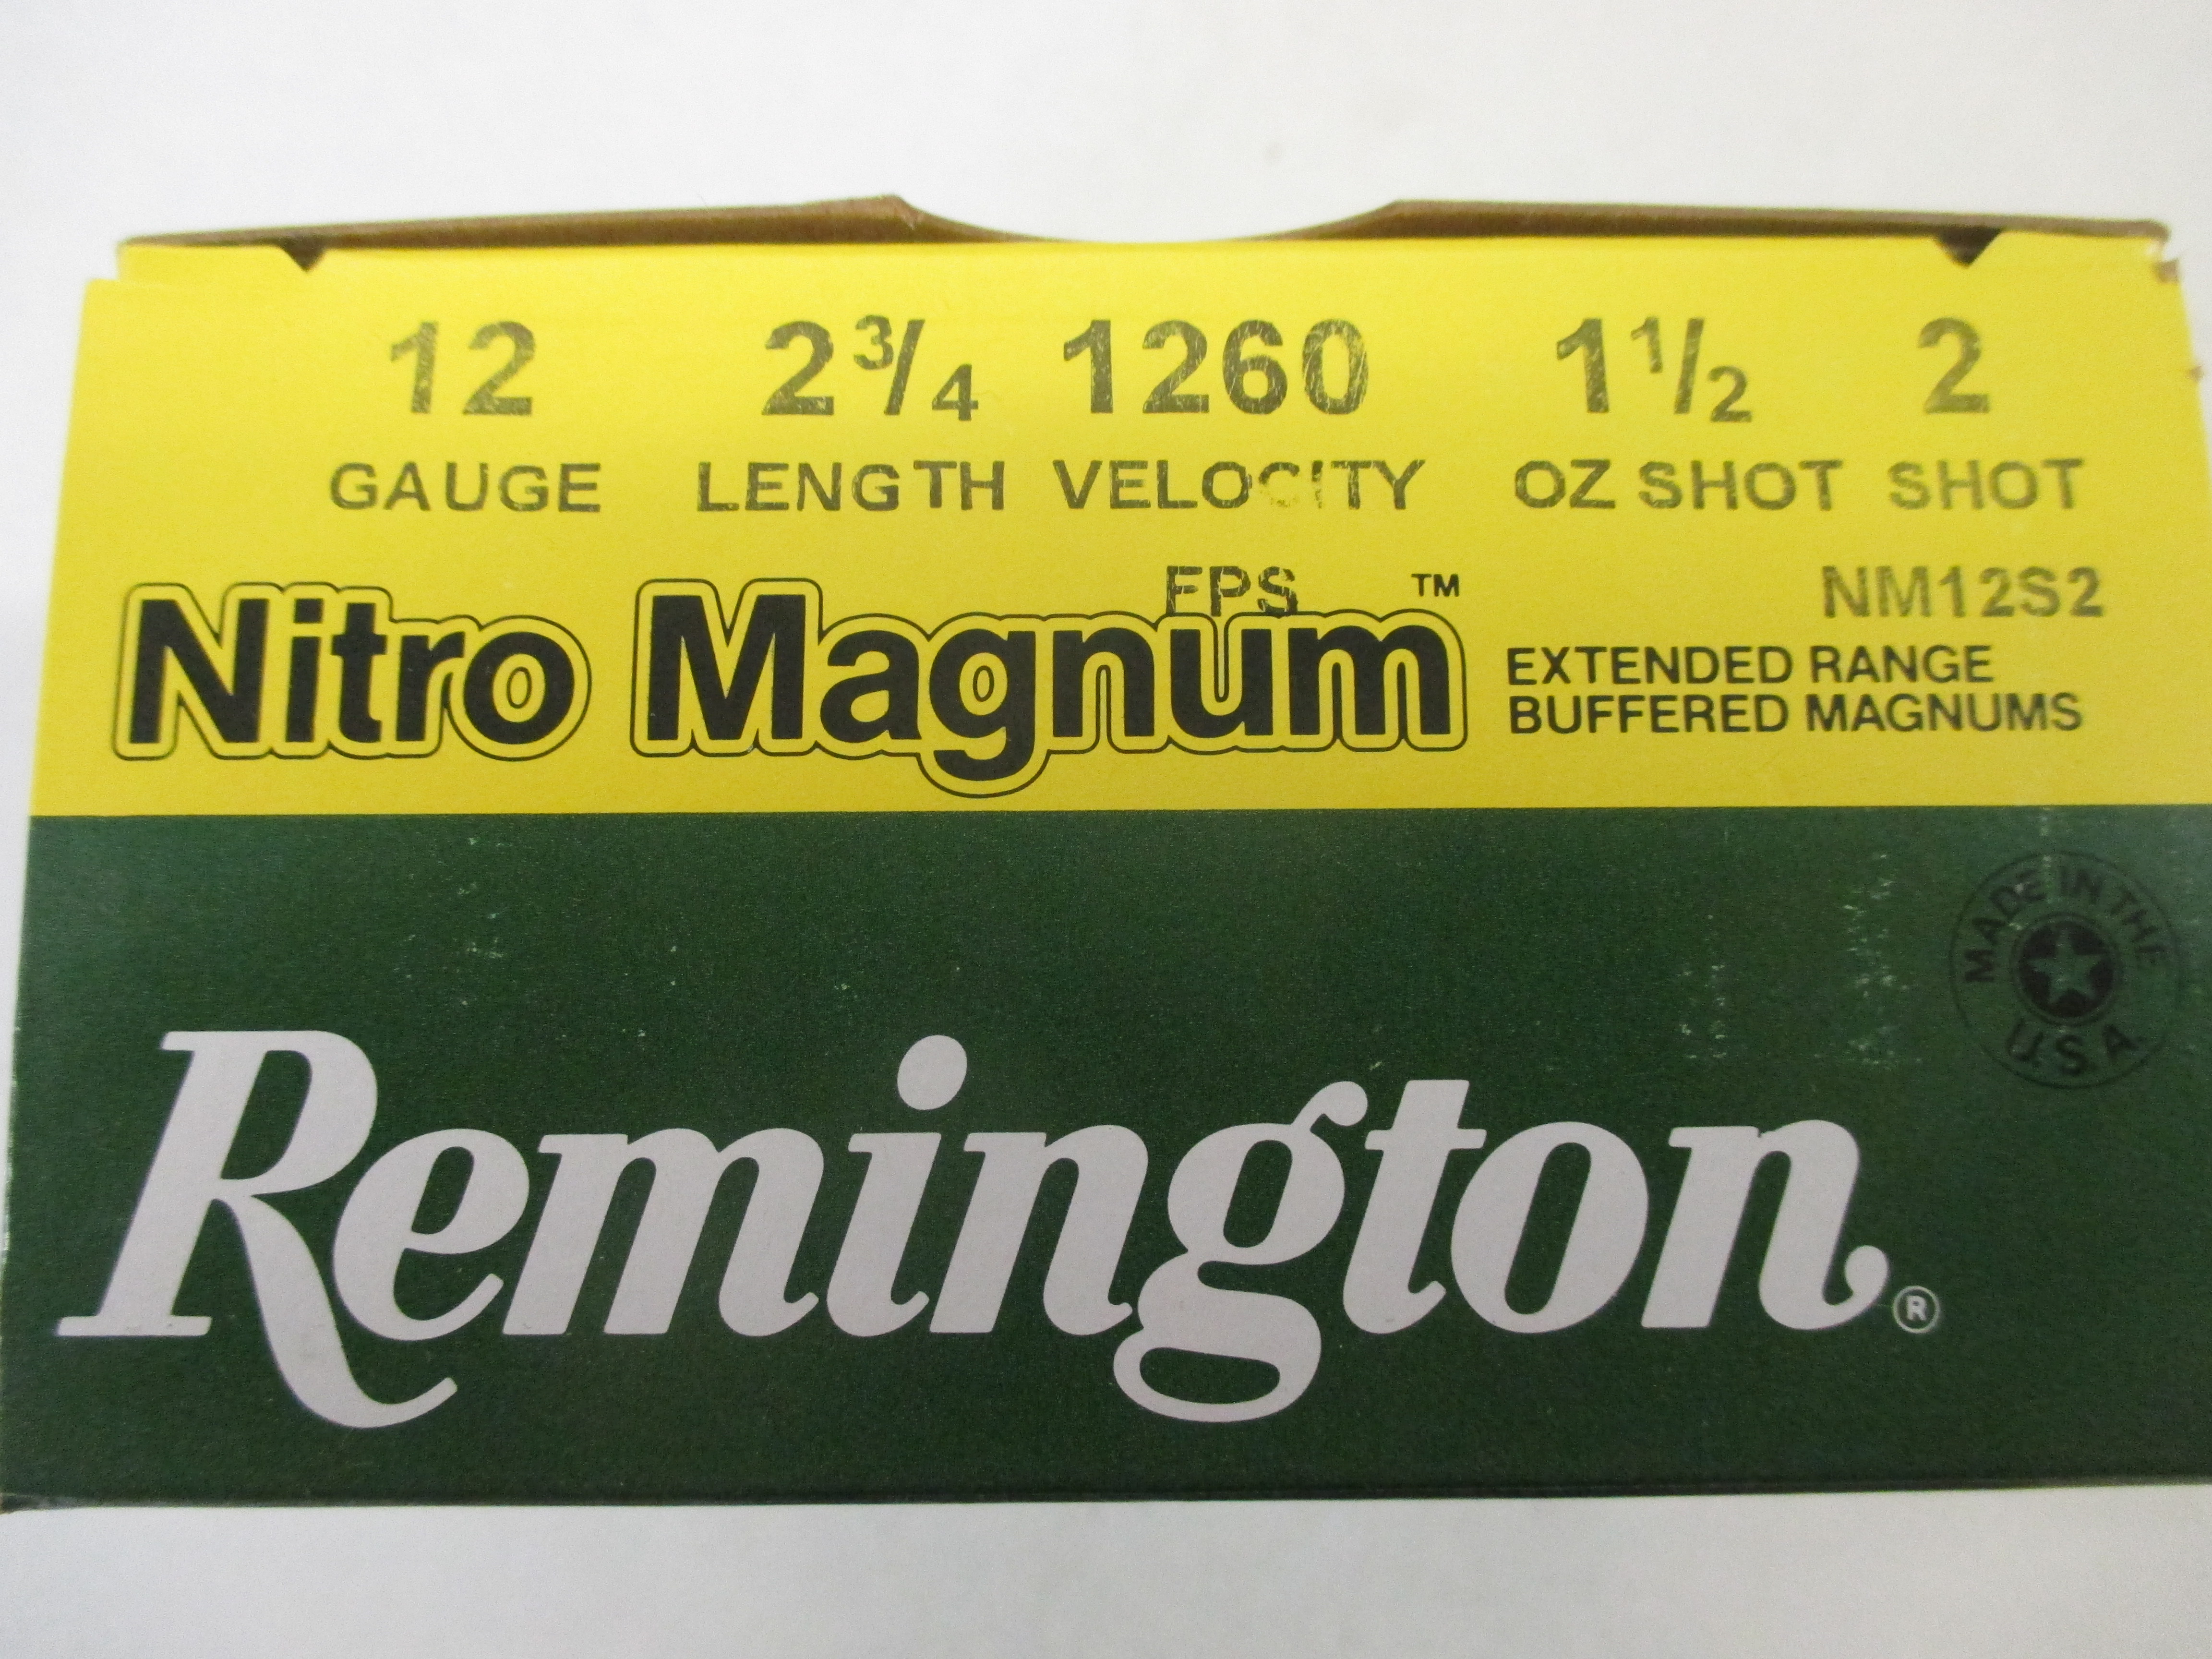 12 2 3/4 1260 1 1/2 2
GAUGE LENGTH VELOCITY OZ SHOT SHOT
FPS
NM12S2
Nitro Magnum™
EXTENDED RANGE
BUFFERED MAGNUMS
MADE IN THE
U.S.A.
Remington®